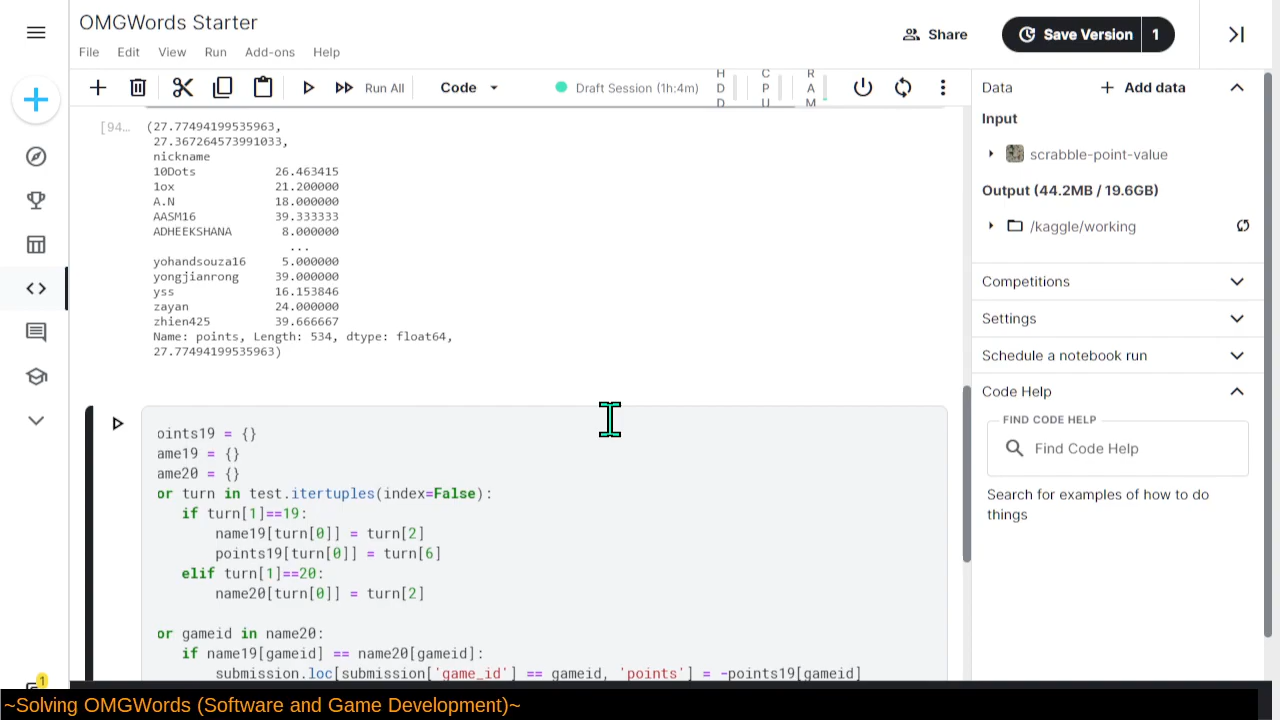 OMGWords Starter
File Edit View Run Add-ons Help
Share
Save Version 1
Run All
Code
Draft Session (1h:4m)
HDD
CPU
RAM
Data
Add data
[94…
(27.77494199535963,
27.367264573991033,
nickname
10Dots 26.463415
1ox 21.200000
A.N 18.000000
AASM16 39.333333
ADHEEKSHANA 8.000000
...
yohandsouza16 5.000000
yongjianrong 39.000000
yss 16.153846
zayan 24.000000
zhien425 39.666667
Name: points, Length: 534, dtype: float64,
27.77494199535963)
oints19 = {}
ame19 = {}
ame20 = {}
or turn in test.itertuples(index=False):
if turn[1]==19:
name19[turn[0]] = turn[2]
points19[turn[0]] = turn[6]
elif turn[1]==20:
name20[turn[0]] = turn[2]
or gameid in name20:
if name19[gameid] == name20[gameid]:
submission.loc[submission['game_id'] == gameid, 'points'] = -points19[gameid]
Input
scrabble-point-value
Output (44.2MB / 19.6GB)
/kaggle/working
Competitions
Settings
Schedule a notebook run
Code Help
FIND CODE HELP
Find Code Help
Search for examples of how to do
things
1
~Solving OMGWords (Software and Game Development)~